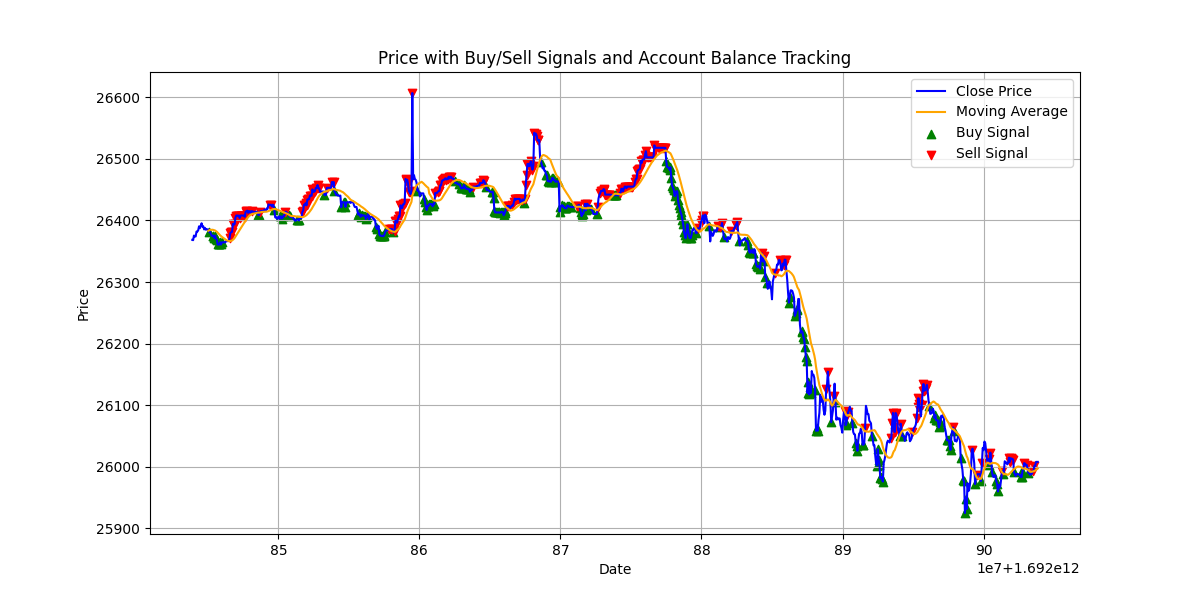 Price with Buy/Sell Signals and Account Balance Tracking
Close Price
Moving Average
Buy Signal
Sell Signal
26600
26500
26400
26300
26200
26100
26000
25900
Price
85 86 87 88 89 90
1e7+1.692e12
Date